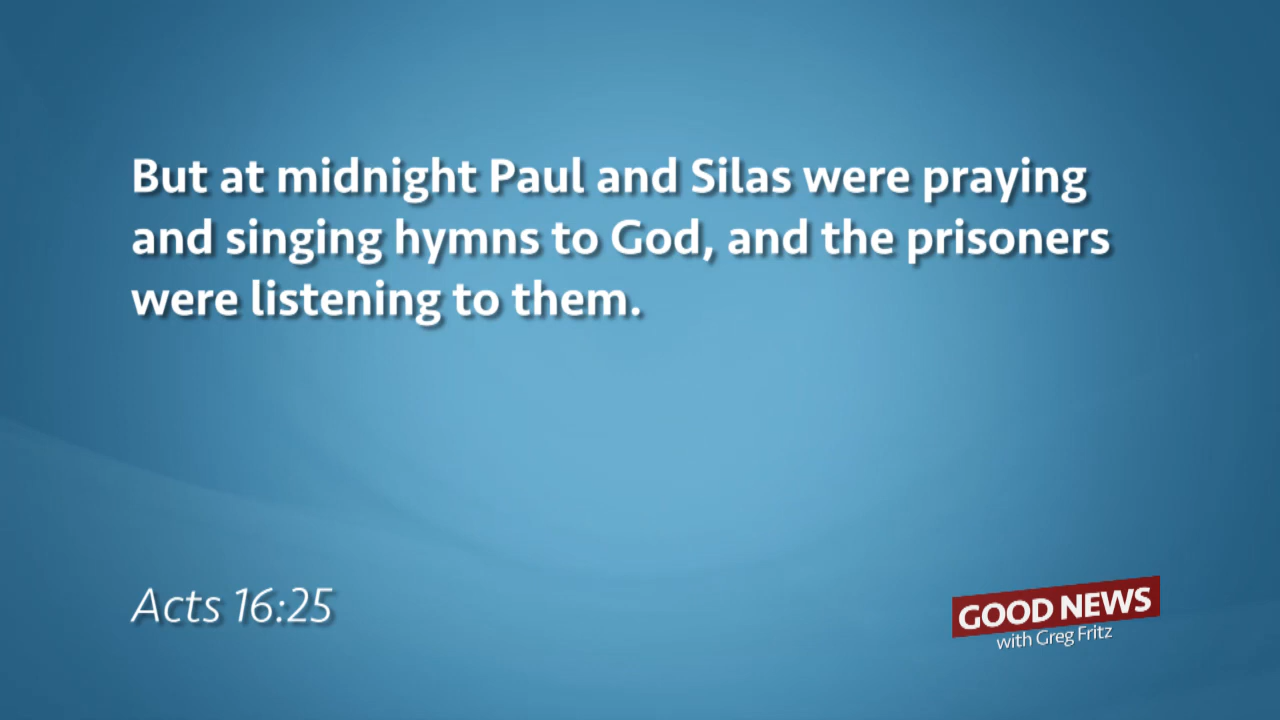 But at midnight Paul and Silas were praying
and singing hymns to God, and the prisoners
were listening to them.
Acts 16:25
GOOD NEWS
with Greg Fritz